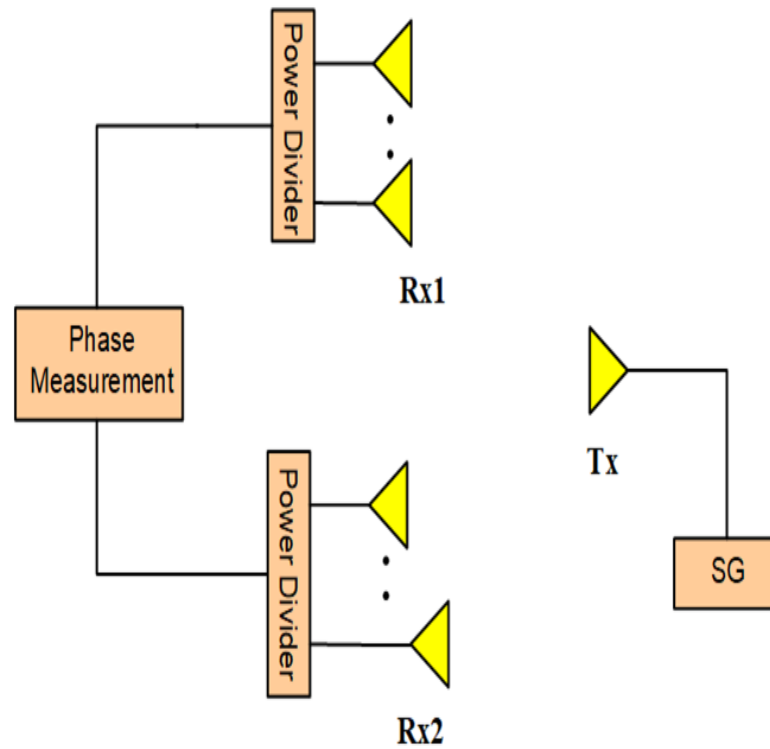 Power Divider
Rx1
Phase
Measurement
Tx
Power Divider
SG
Rx2